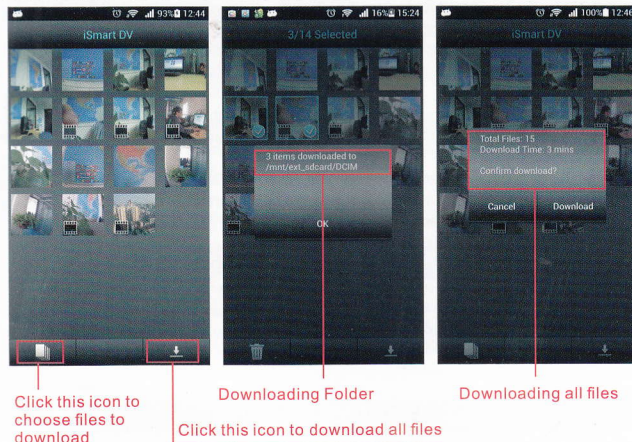 93% 12:44
iSmart DV
16% 15:24
3/14 Selected
3 items downloaded to
/mnt/ext_sdcard/DCIM
OK
100% 12:46
iSmart DV
Total Files: 15
Download Time: 3 mins
Confirm download?
Cancel
Download
Click this icon to
choose files to
download
Downloading Folder
Click this icon to download all files
Downloading all files